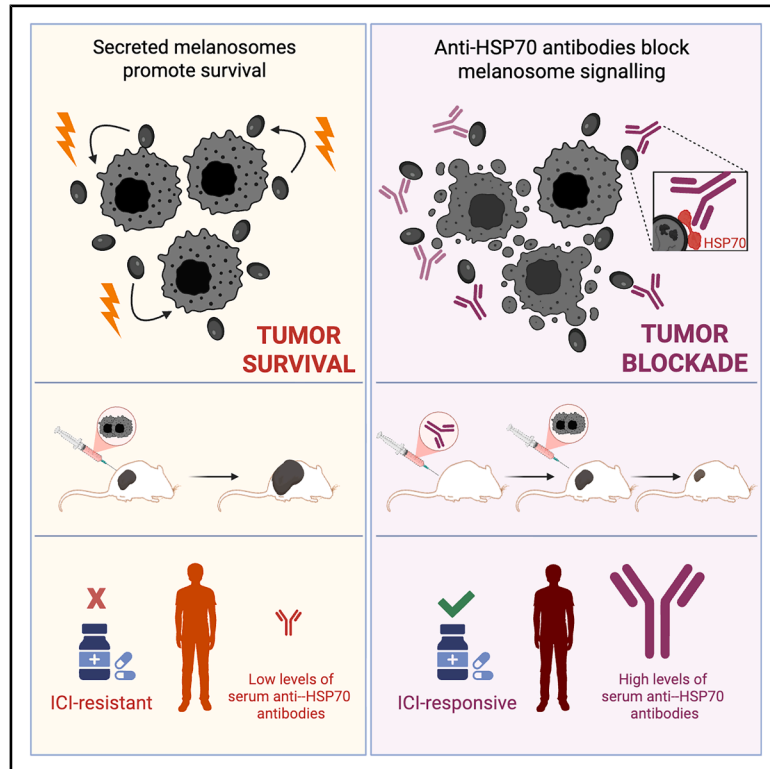 Secreted melanosomes
promote survival
TUMOR
SURVIVAL
Anti-HSP70 antibodies block
melanosome signalling
HSP70
TUMOR
BLOCKADE
X
ICI-resistant
Low levels of
serum anti--HSP70
antibodies
ICI-responsive
High levels of
serum anti--HSP70
antibodies